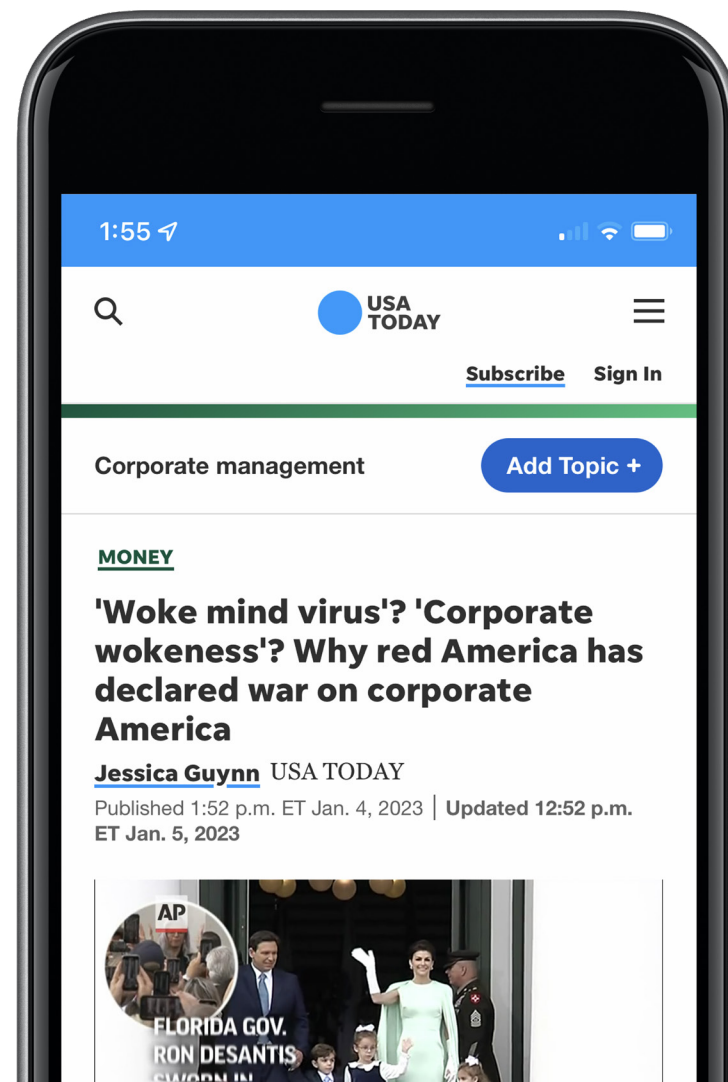 1:55
USA
TODAY
Subscribe Sign In
Corporate management Add Topic +
MONEY
'Woke mind virus'? 'Corporate
wokeness'? Why red America has
declared war on corporate
America
Jessica Guynn USA TODAY
Published 1:52 p.m. ET Jan. 4, 2023 | Updated 12:52 p.m.
ET Jan. 5, 2023
AP
FLORIDA GOV.
RON DESANTIS
SWORN IN